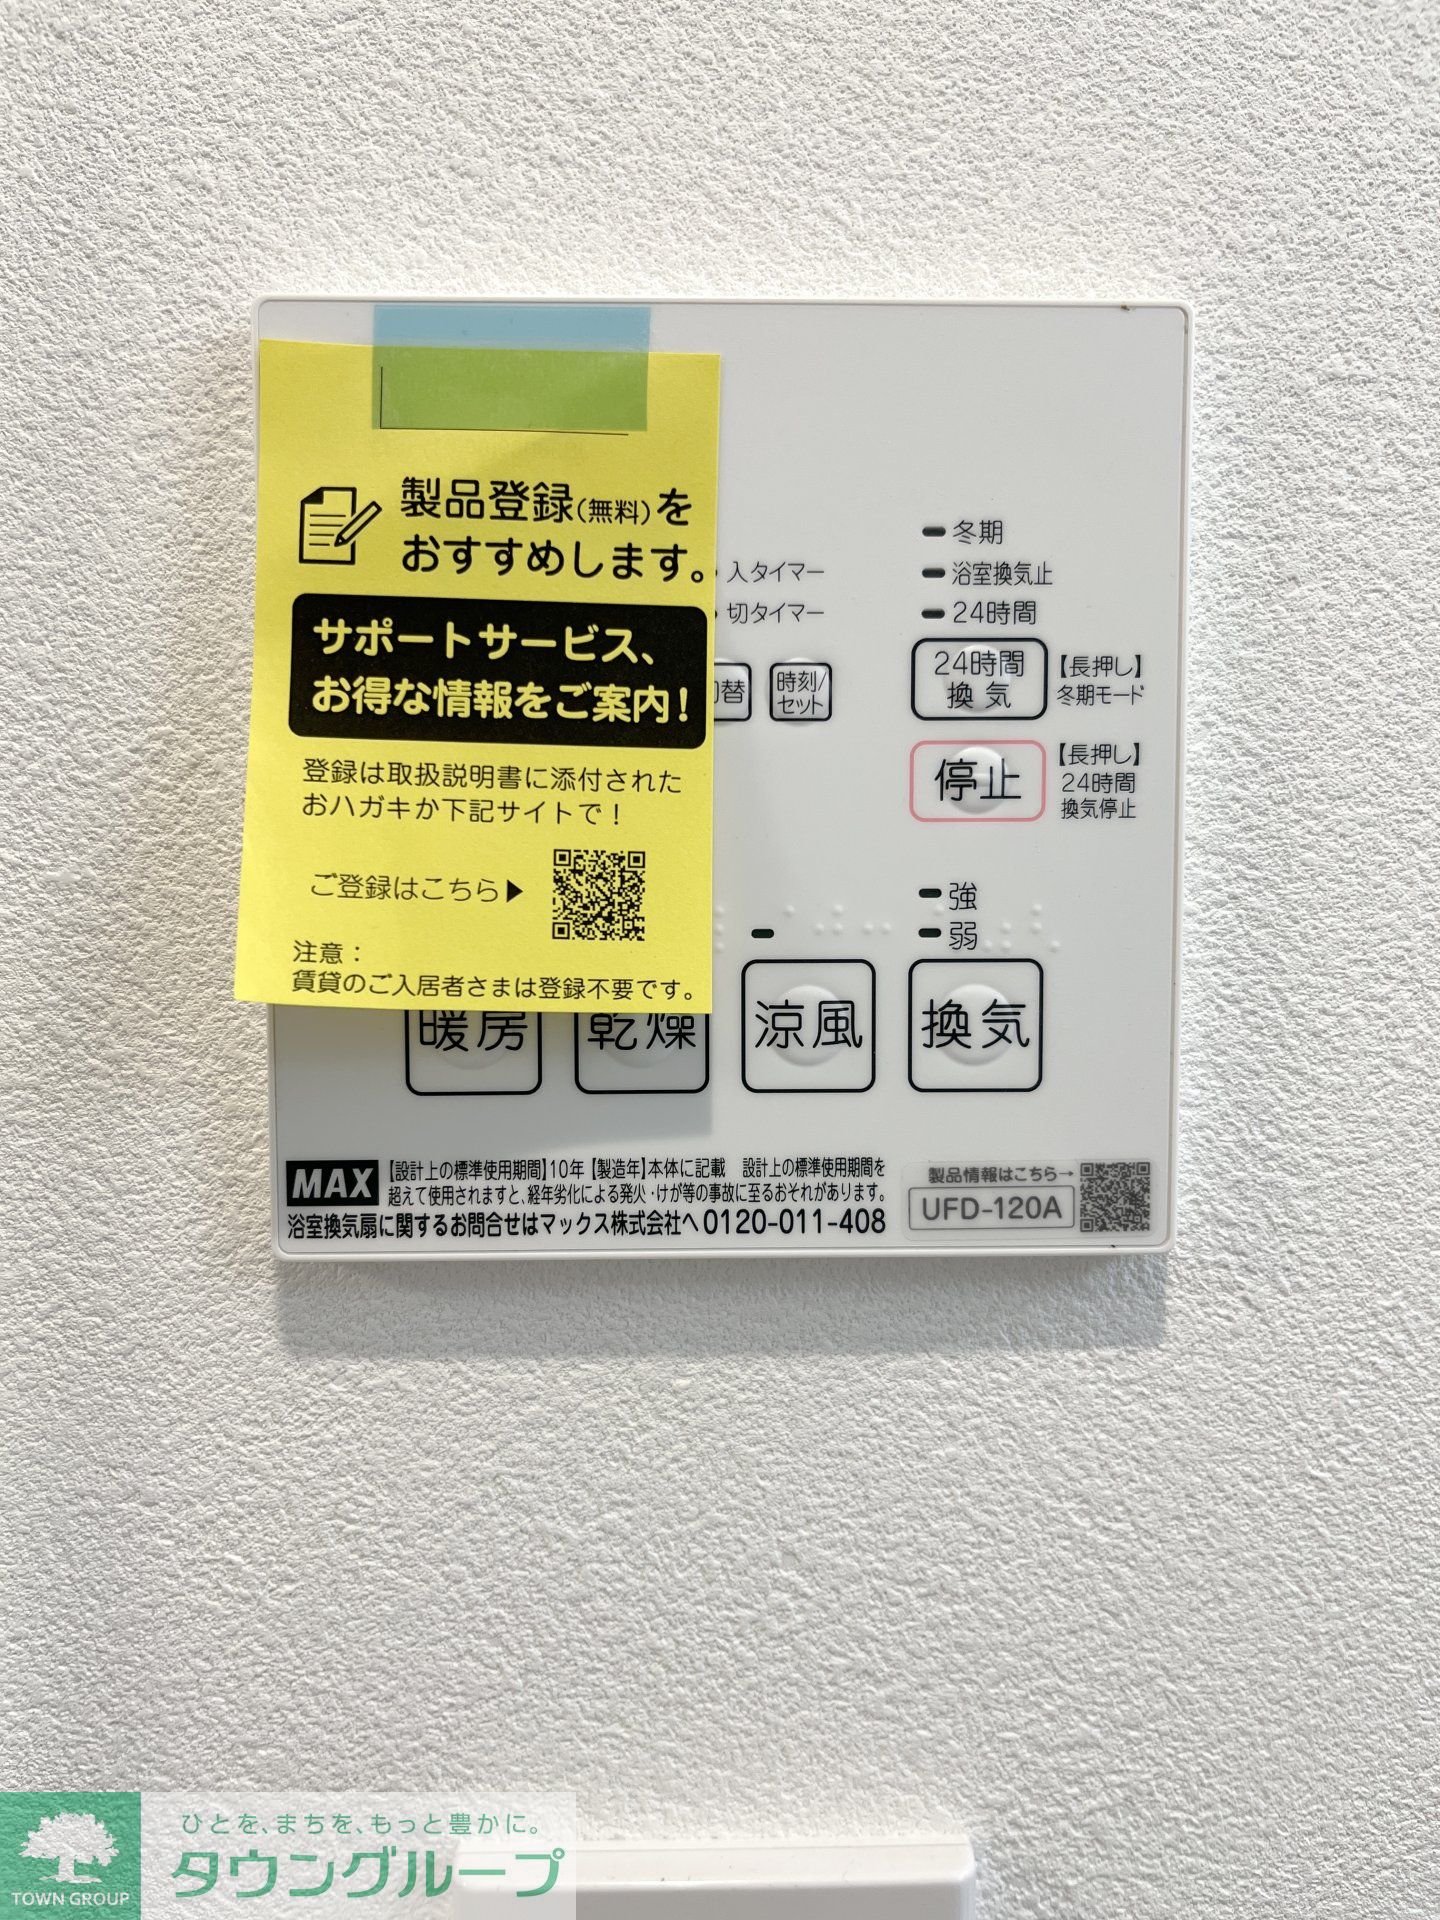 製品登録(無料)を
おすすめします。
サポートサービス、
お得な情報をご案内!
登録は取扱説明書に添付された
おハガキか下記サイトで!
ご登録はこちら▶
注意:
賃貸のご入居者さまは登録不要です。
入タイマー
切タイマー
替
時刻/
セット
冬期
浴室換気止
24時間
24時間
換気
【長押し】
冬期モード
停止
【長押し】
24時間
換気停止
強
弱
暖房
乾燥
涼風
換気
MAX
【設計上の標準使用期間】10年【製造年】本体に記載 設計上の標準使用期間を
超えて使用されますと、経年劣化による発火・けが等の事故に至るおそれがあります。
浴室換気扇に関するお問合せはマックス株式会社へ 0120-011-408
製品情報はこちら→
UFD-120A
ひとを、まちを、もっと豊かに。
タウングループ
TOWN GROUP